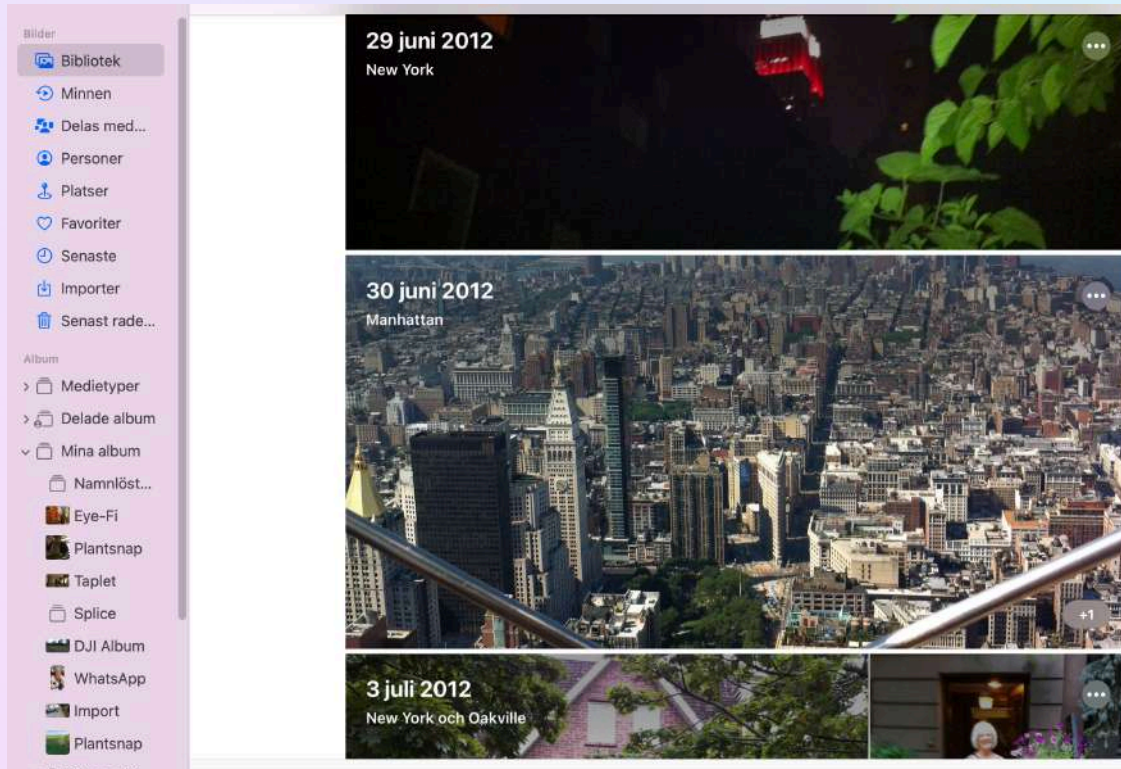 Bilder
Bibliotek
Minnen
Delas med...
Personer
Platser
Favoriter
Senaste
Importer
Senast rade...
Album
Medietyper
Delade album
Mina album
Namnlöst...
Eye-Fi
Plantsnap
Taplet
Splice
DJI Album
WhatsApp
Import
Plantsnap
29 juni 2012
New York
30 juni 2012
Manhattan
+1
3 juli 2012
New York och Oakville